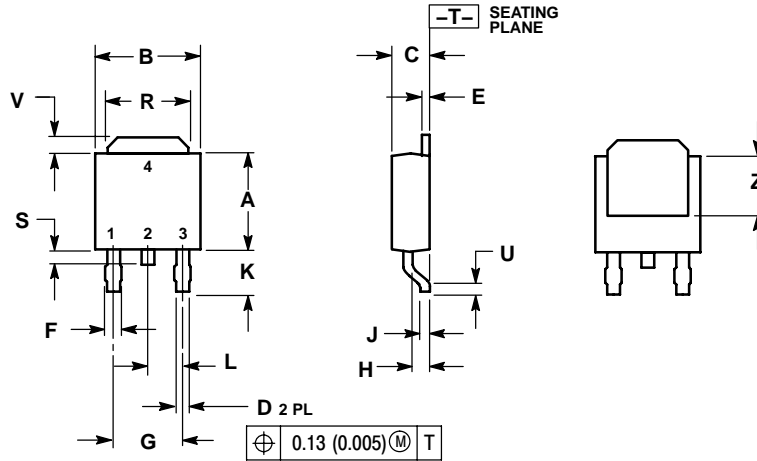 –T– SEATING
PLANE
B
C
V
R
E
4
A
Z
S
1 2 3
K
U
F
J
L
H
D 2 PL
G
⌖ 0.13 (0.005) Ⓜ T